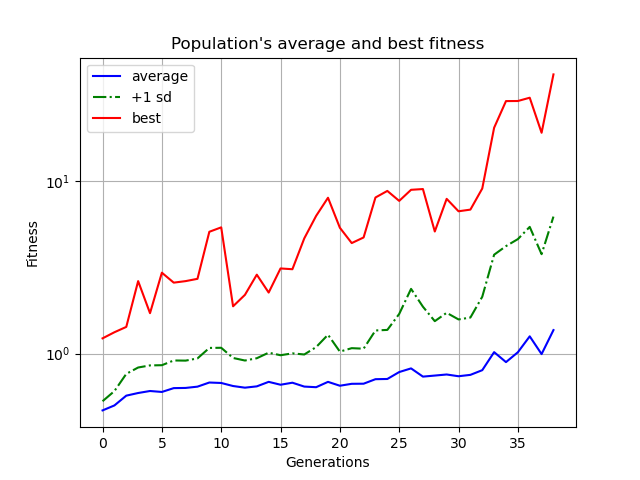 Population's average and best fitness
average
+1 sd
best
Fitness
10¹
10⁰
0 5 10 15 20 25 30 35
Generations